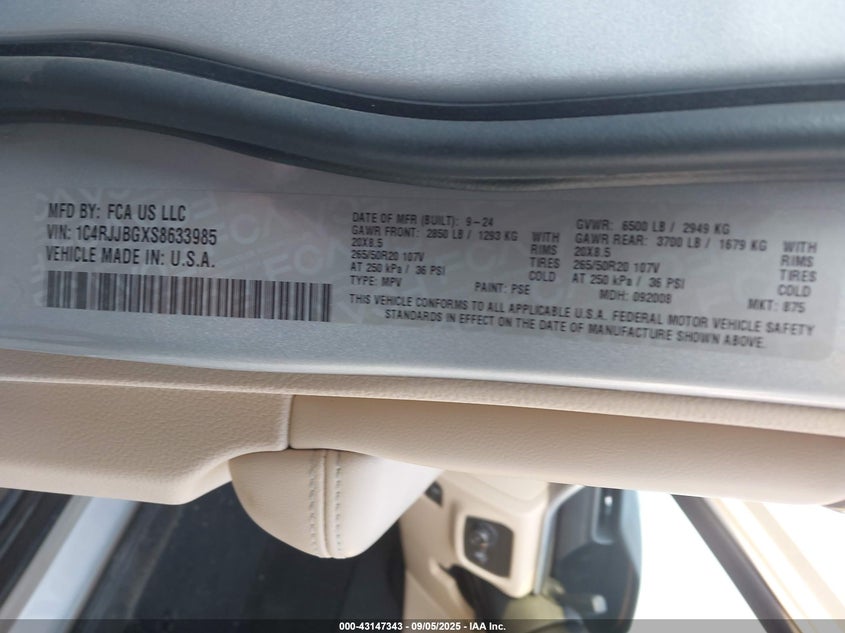 MFD BY: FCA US LLC
VIN: 1C4RJJBGXS8633985
VEHICLE MADE IN: U.S.A.
DATE OF MFR (BUILT): 9-24
GAWR FRONT: 2850 LB / 1293 KG WITH
20X8.5 RIMS
265/50R20 107V TIRES
AT 250 kPa / 36 PSI COLD
TYPE: MPV PAINT: PSE
GVWR: 6500 LB / 2949 KG
GAWR REAR: 3700 LB / 1679 KG WITH
20X8.5 RIMS
265/50R20 107V TIRES
AT 250 kPa / 36 PSI COLD
MDH: 092008 MKT: 875
THIS VEHICLE CONFORMS TO ALL APPLICABLE U.S.A. FEDERAL MOTOR VEHICLE SAFETY
STANDARDS IN EFFECT ON THE DATE OF MANUFACTURE SHOWN ABOVE.
000-43147343 | 09/05/2025 - IAA Inc.